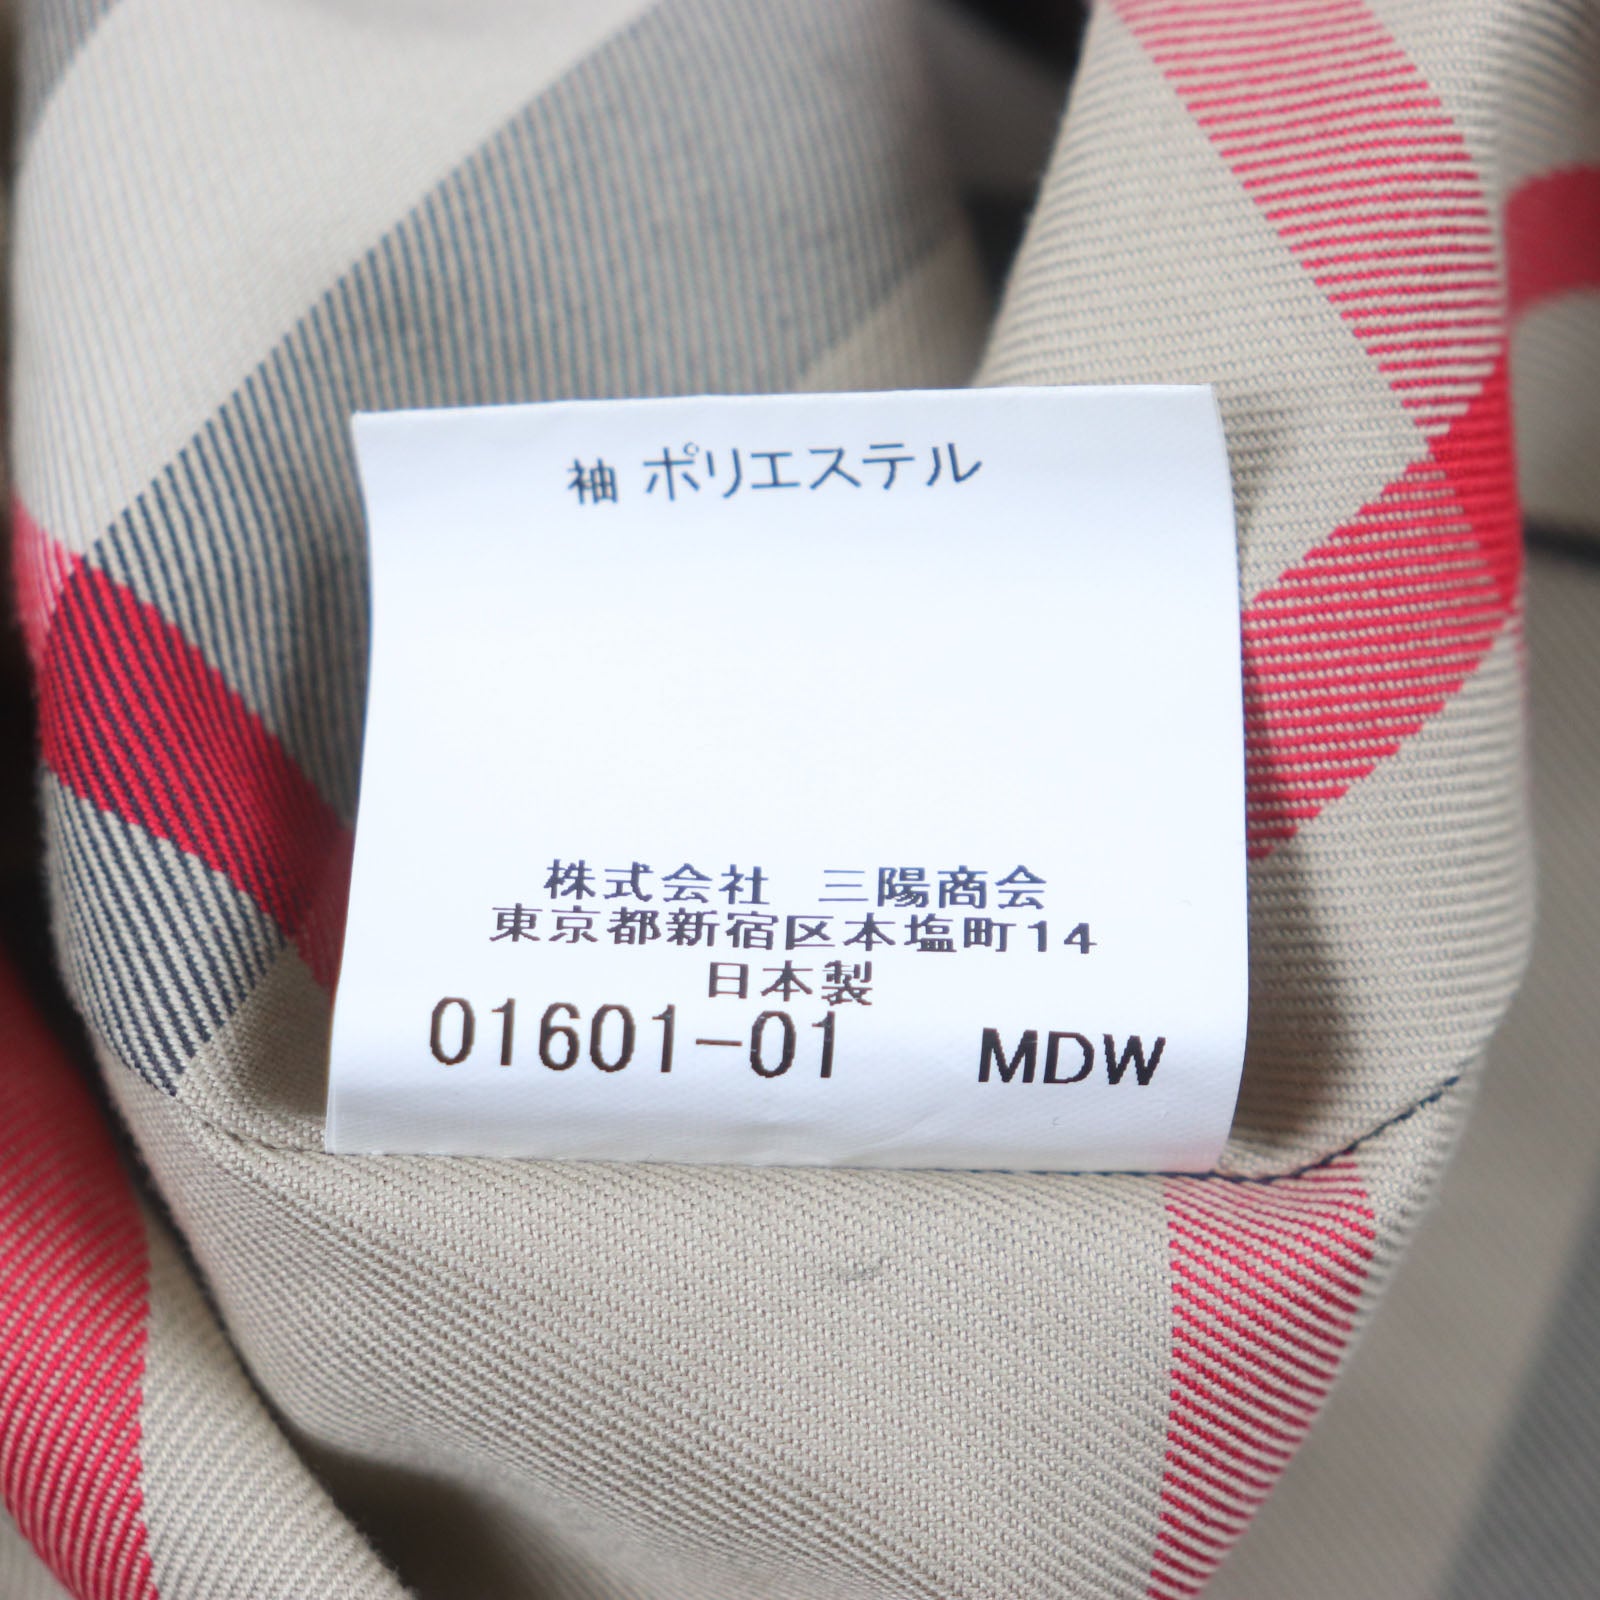 袖 ポリエステル
株式会社 三陽商会
東京都新宿区本塩町14
日本製
01601-01 MDW